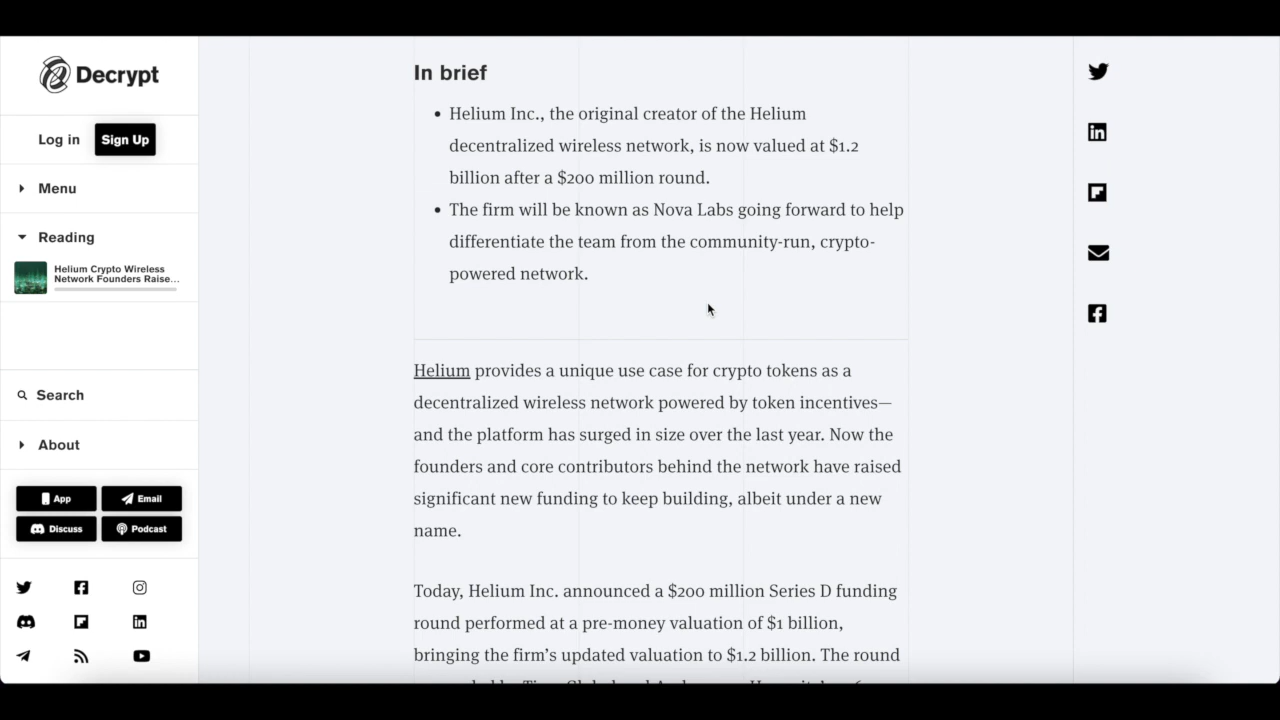 Decrypt
Log in
Sign Up
Menu
Reading
Helium Crypto Wireless
Network Founders Raise...
Search
About
App
Email
Discuss
Podcast
In brief
• Helium Inc., the original creator of the Helium
decentralized wireless network, is now valued at $1.2
billion after a $200 million round.
• The firm will be known as Nova Labs going forward to help
differentiate the team from the community-run, crypto-
powered network.
Helium provides a unique use case for crypto tokens as a
decentralized wireless network powered by token incentives—
and the platform has surged in size over the last year. Now the
founders and core contributors behind the network have raised
significant new funding to keep building, albeit under a new
name.
Today, Helium Inc. announced a $200 million Series D funding
round performed at a pre-money valuation of $1 billion,
bringing the firm’s updated valuation to $1.2 billion. The round